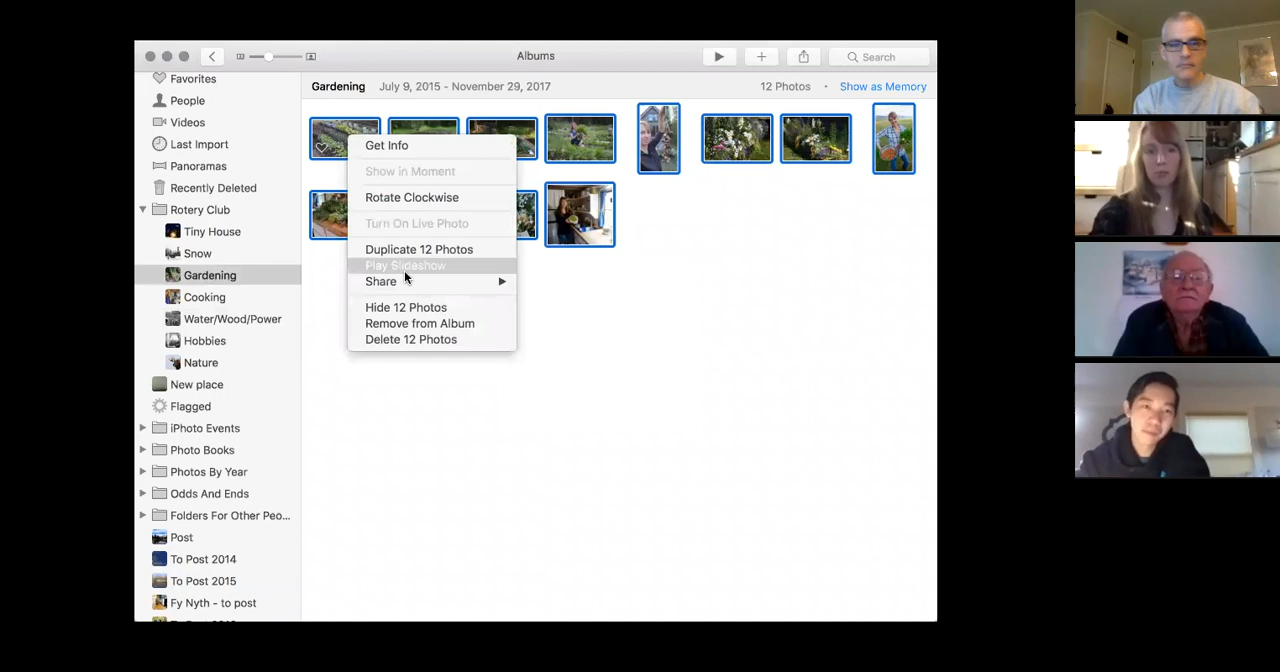 Albums
Search
Favorites
People
Videos
Last Import
Panoramas
Recently Deleted
Rotery Club
Tiny House
Snow
Gardening
Cooking
Water/Wood/Power
Hobbies
Nature
New place
Flagged
iPhoto Events
Photo Books
Photos By Year
Odds And Ends
Folders For Other Peo...
Post
To Post 2014
To Post 2015
Fy Nyth - to post
Gardening July 9, 2015 - November 29, 2017 12 Photos • Show as Memory
Get Info
Show in Moment
Rotate Clockwise
Turn On Live Photo
Duplicate 12 Photos
Play Slideshow
Share
Hide 12 Photos
Remove from Album
Delete 12 Photos